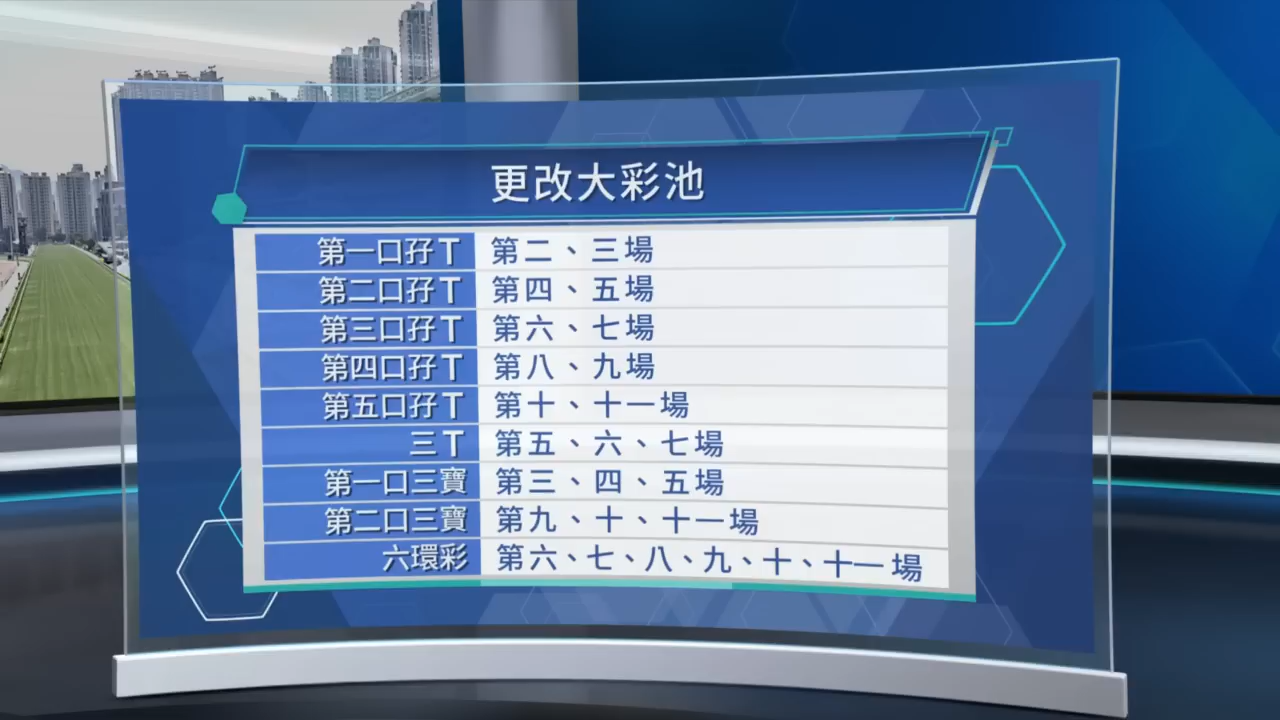 更改大彩池
第一口孖T 第二、三場
第二口孖T 第四、五場
第三口孖T 第六、七場
第四口孖T 第八、九場
第五口孖T 第十、十一場
三T 第五、六、七場
第一口三寶 第三、四、五場
第二口三寶 第九、十、十一場
六環彩 第六、七、八、九、十、十一場